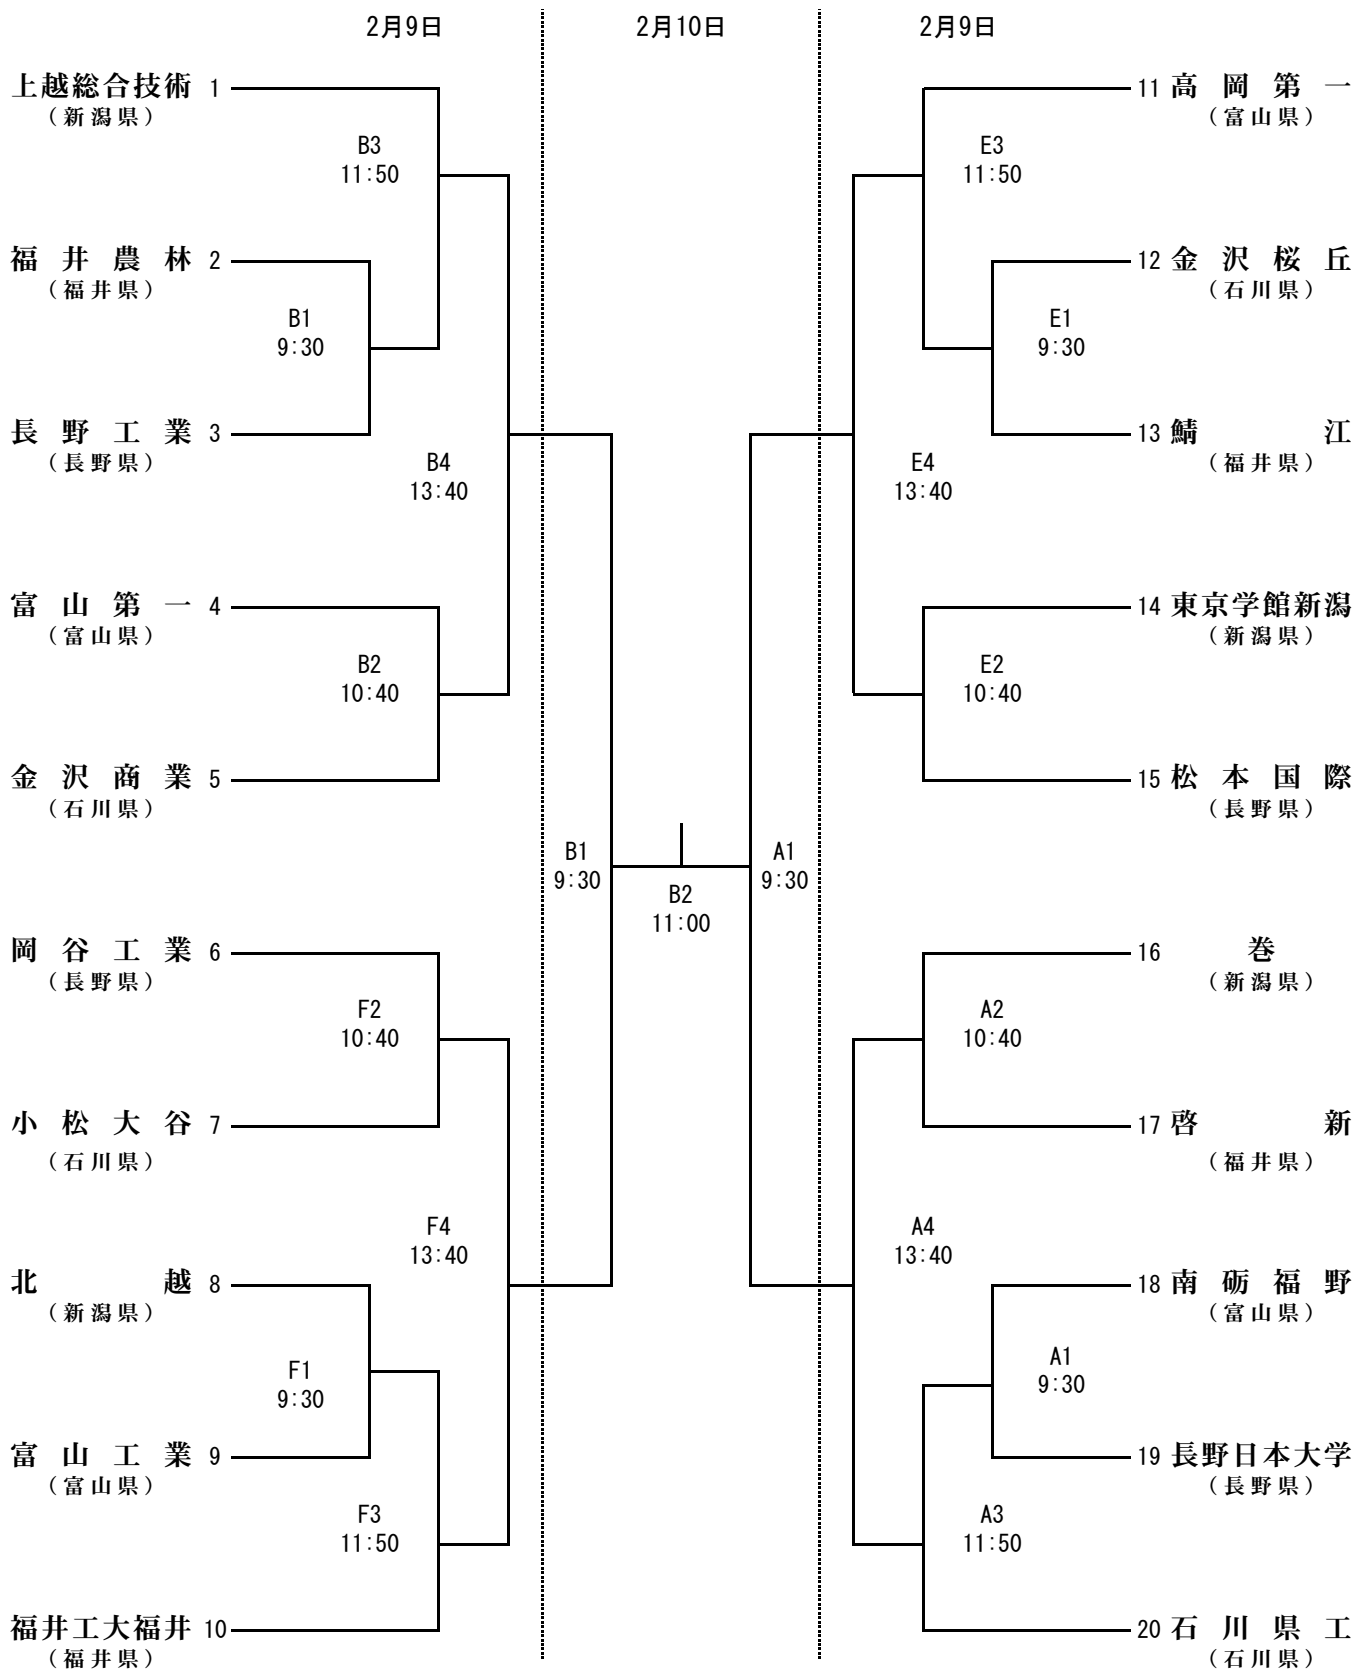 2月9日 2月10日 2月9日
上越総合技術 1
（新潟県）
B3
11:50
福井農林 2
（福井県）
B1
9:30
長野工業 3
（長野県）
B4
13:40
富山第一 4
（富山県）
B2
10:40
金沢商業 5
（石川県）
岡谷工業 6
（長野県）
F2
10:40
小松大谷 7
（石川県）
F4
13:40
北越 8
（新潟県）
F1
9:30
富山工業 9
（富山県）
F3
11:50
福井工大福井 10
（福井県）
B1
9:30
B2
11:00
A1
9:30
11 高岡第一
（富山県）
E3
11:50
12 金沢桜丘
（石川県）
E1
9:30
13 鯖江
（福井県）
E4
13:40
14 東京学館新潟
（新潟県）
E2
10:40
15 松本国際
（長野県）
16 巻
（新潟県）
A2
10:40
17 啓新
（福井県）
A4
13:40
18 南砺福野
（富山県）
A1
9:30
19 長野日本大学
（長野県）
A3
11:50
20 石川県工
（石川県）